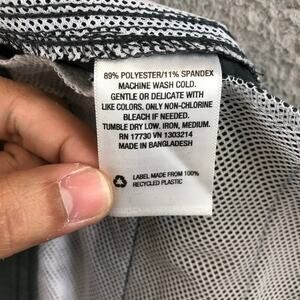 89% POLYESTER/11% SPANDEX
MACHINE WASH COLD.
GENTLE OR DELICATE WITH
LIKE COLORS. ONLY NON-CHLORINE
BLEACH IF NEEDED.
TUMBLE DRY LOW. IRON, MEDIUM.
RN 17730 VN 1303214
MADE IN BANGLADESH
LABEL MADE FROM 100%
RECYCLED PLASTIC